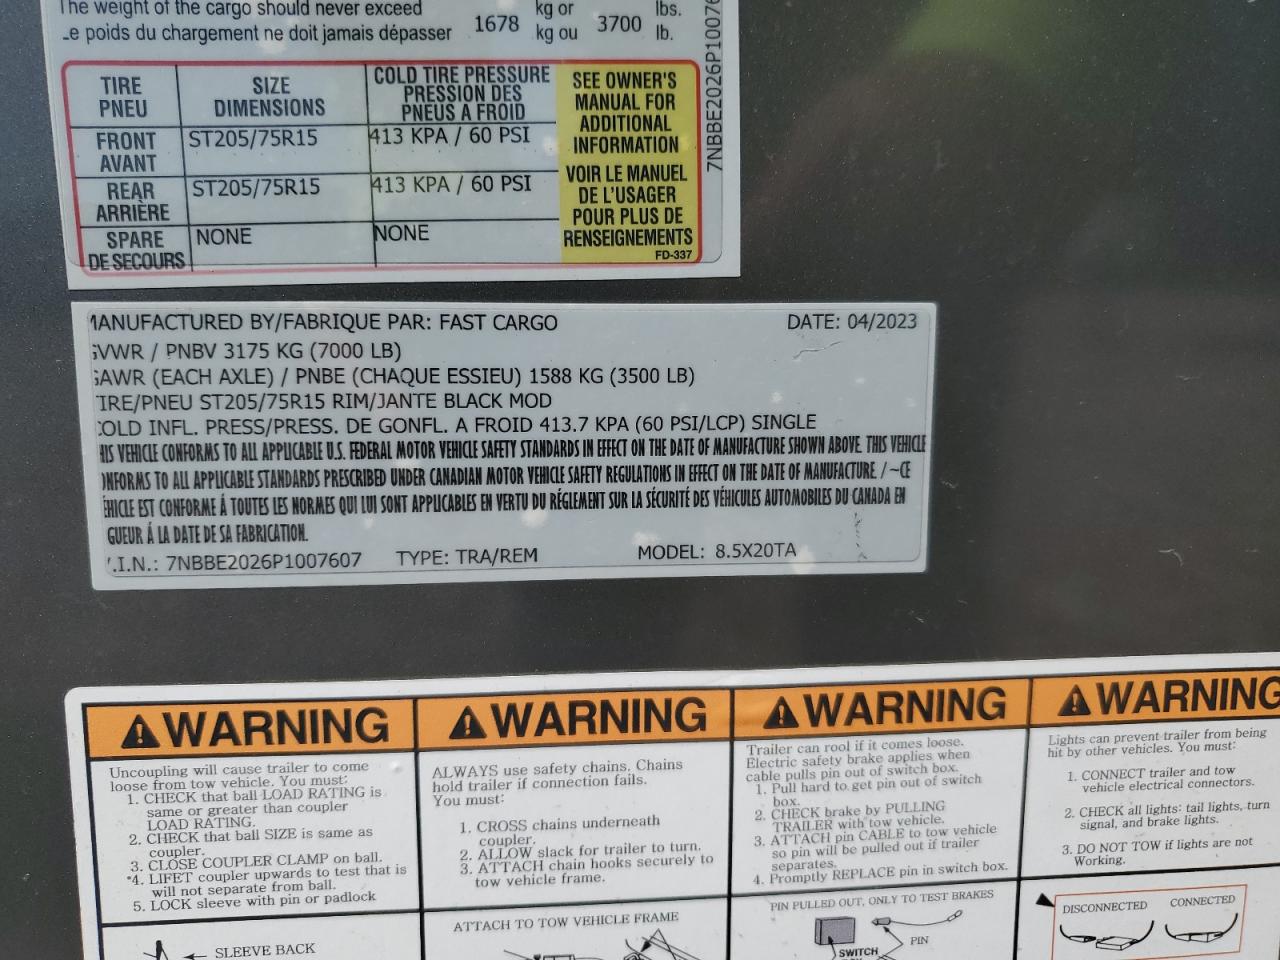 The weight of the cargo should never exceed 1678 kg or 3700 lbs.
Le poids du chargement ne doit jamais dépasser kg ou lb.
TIRE PNEU
SIZE DIMENSIONS
COLD TIRE PRESSURE PRESSION DES PNEUS A FROID
FRONT AVANT
ST205/75R15
413 KPA / 60 PSI
REAR ARRIÈRE
ST205/75R15
413 KPA / 60 PSI
SPARE DE SECOURS
NONE
NONE
SEE OWNER'S
MANUAL FOR
ADDITIONAL
INFORMATION
VOIR LE MANUEL
DE L'USAGER
POUR PLUS DE
RENSEIGNEMENTS
FD-337
7NBBE2026P10076
MANUFACTURED BY/FABRIQUE PAR: FAST CARGO DATE: 04/2023
GVWR / PNBV 3175 KG (7000 LB)
GAWR (EACH AXLE) / PNBE (CHAQUE ESSIEU) 1588 KG (3500 LB)
TIRE/PNEU ST205/75R15 RIM/JANTE BLACK MOD
COLD INFL. PRESS/PRESS. DE GONFL. A FROID 413.7 KPA (60 PSI/LCP) SINGLE
HIS VEHICLE CONFORMS TO ALL APPLICABLE U.S. FEDERAL MOTOR VEHICLE SAFETY STANDARDS IN EFFECT ON THE DATE OF MANUFACTURE SHOWN ABOVE. THIS VEHICLE
ONFORMS TO ALL APPLICABLE STANDARDS PRESCRIBED UNDER CANADIAN MOTOR VEHICLE SAFETY REGULATIONS IN EFFECT ON THE DATE OF MANUFACTURE. / ~CE
ÉHICLE EST CONFORME À TOUTES LES NORMES QUI LUI SONT APPLICABLES EN VERTU DU RÉGLEMENT SUR LA SÉCURITÉ DES VÉHICULES AUTOMOBILES DU CANADA EN
GUEUR À LA DATE DE SA FABRICATION.
V.I.N.: 7NBBE2026P1007607 TYPE: TRA/REM MODEL: 8.5X20TA
WARNING
Uncoupling will cause trailer to come
loose from tow vehicle. You must:
1. CHECK that ball LOAD RATING is
same or greater than coupler
LOAD RATING.
2. CHECK that ball SIZE is same as
coupler.
3. CLOSE COUPLER CLAMP on ball.
*4. LIFET coupler upwards to test that is
will not separate from ball.
5. LOCK sleeve with pin or padlock
SLEEVE BACK
WARNING
ALWAYS use safety chains. Chains
hold trailer if connection fails.
You must:
1. CROSS chains underneath
coupler.
2. ALLOW slack for trailer to turn.
3. ATTACH chain hooks securely to
tow vehicle frame.
ATTACH TO TOW VEHICLE FRAME
WARNING
Trailer can rool if it comes loose.
Electric safety brake applies when
cable pulls pin out of switch box.
1. Pull hard to get pin out of switch
box.
2. CHECK brake by PULLING
TRAILER with tow vehicle.
3. ATTACH pin CABLE to tow vehicle
so pin will be pulled out if trailer
separates.
4. Promptly REPLACE pin in switch box.
PIN PULLED OUT, ONLY TO TEST BRAKES
PIN
SWITCH
WARNING
Lights can prevent trailer from being
hit by other vehicles. You must:
1. CONNECT trailer and tow
vehicle electrical connectors.
2. CHECK all lights: tail lights, turn
signal, and brake lights.
3. DO NOT TOW if lights are not
Working.
DISCONNECTED CONNECTED